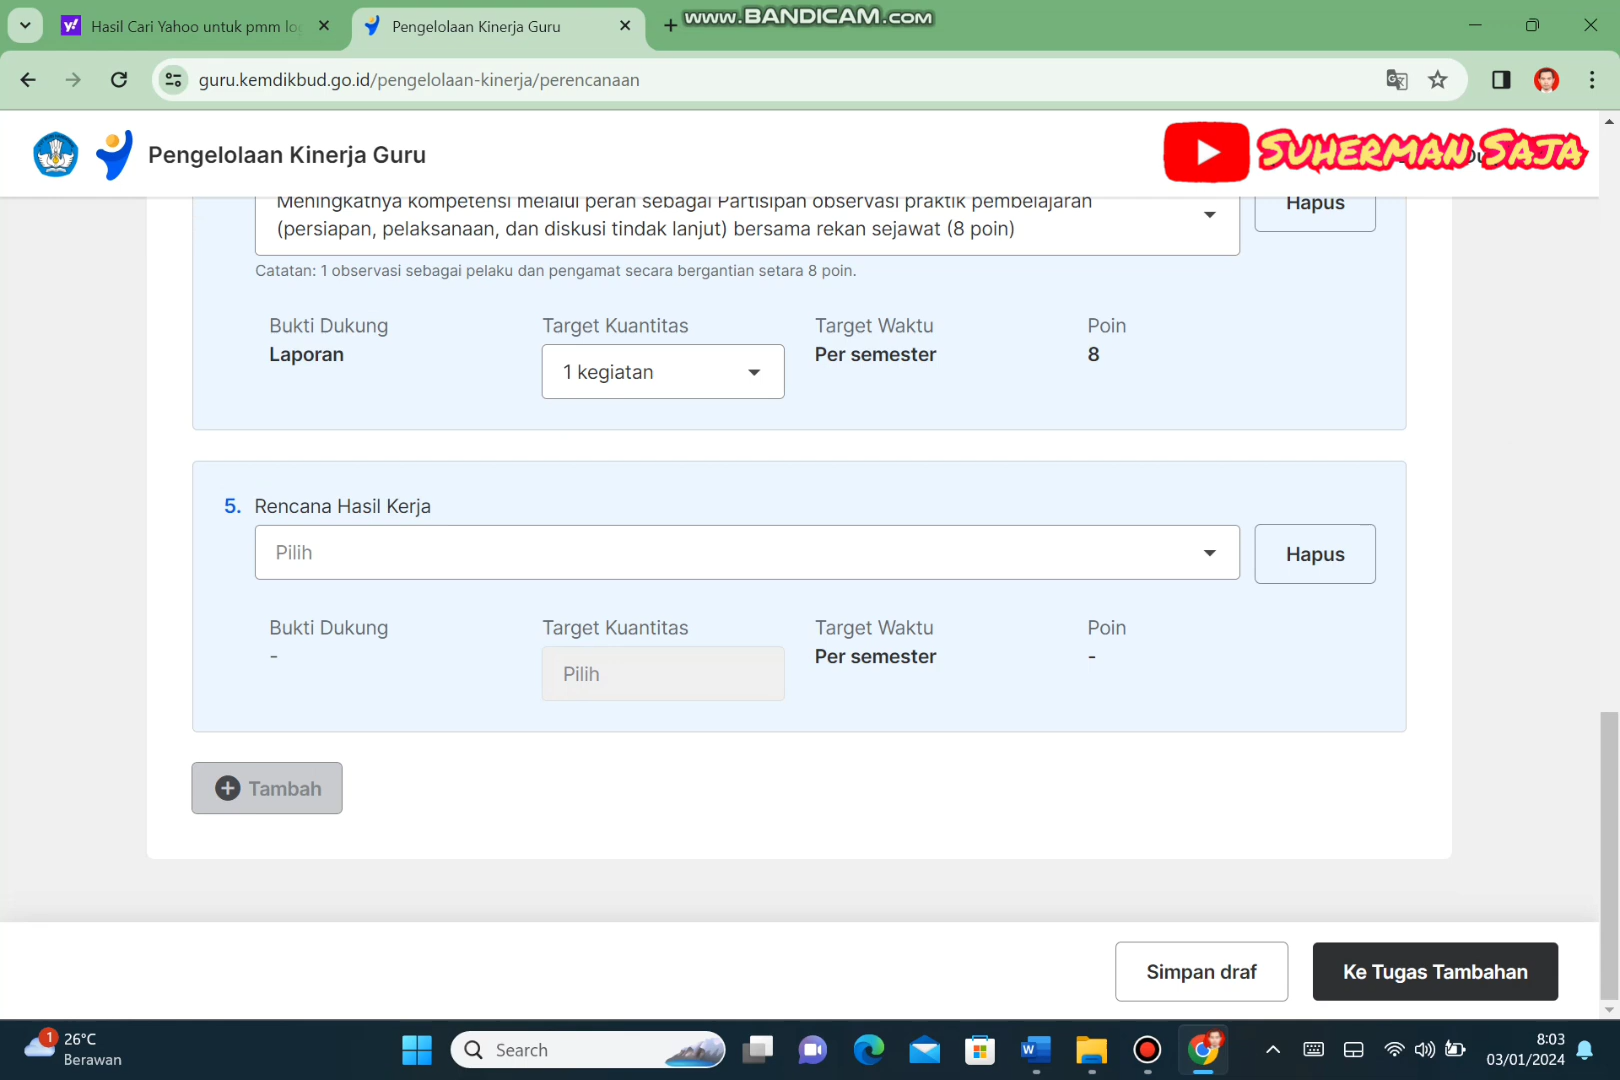 Hasil Cari Yahoo untuk pmm lo
Pengelolaan Kinerja Guru
www.BANDICAM.com
guru.kemdikbud.go.id/pengelolaan-kinerja/perencanaan
Pengelolaan Kinerja Guru
Suherman Saja
Meningkatnya kompetensi melalui peran sebagai Partisipan observasi praktik pembelajaran
(persiapan, pelaksanaan, dan diskusi tindak lanjut) bersama rekan sejawat (8 poin)
Hapus
Catatan: 1 observasi sebagai pelaku dan pengamat secara bergantian setara 8 poin.
Bukti Dukung Target Kuantitas Target Waktu Poin
Laporan 1 kegiatan Per semester 8
5. Rencana Hasil Kerja
Pilih
Hapus
Bukti Dukung Target Kuantitas Target Waktu Poin
- Pilih Per semester -
Tambah
Simpan draf
Ke Tugas Tambahan
1
26°C
Berawan
Search
8:03
03/01/2024